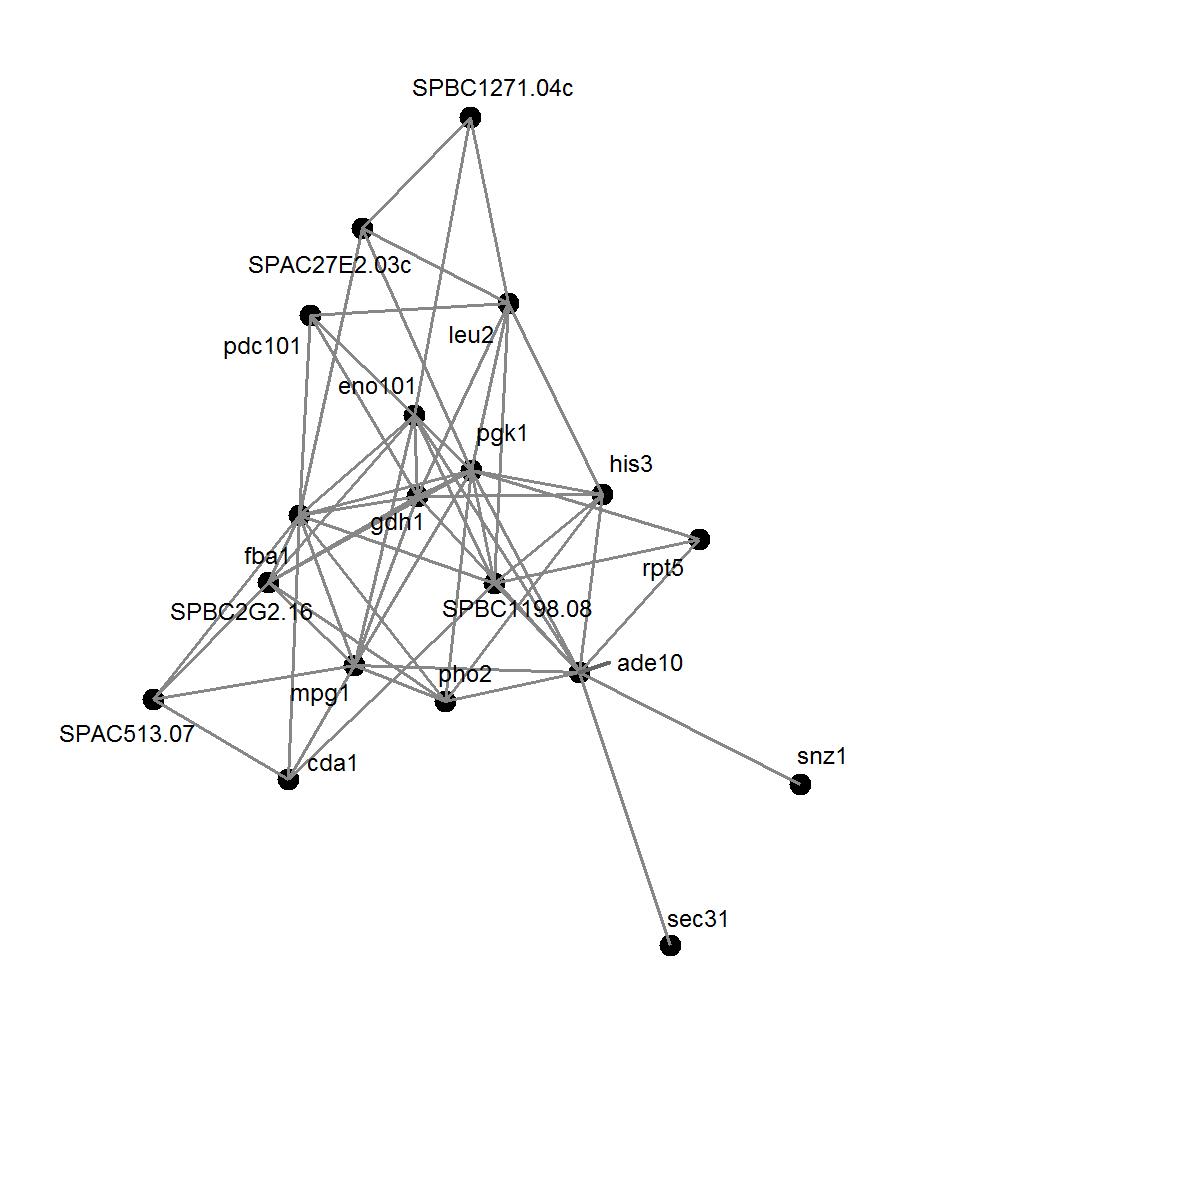 SPBC1271.04c
SPAC27E2.03c
leu2
pdc101
eno101
pgk1
his3
gdh1
fba1
rpt5
SPBC2G2.16
SPBC1198.08
ade10
pho2
mpg1
SPAC513.07
snz1
cda1
sec31